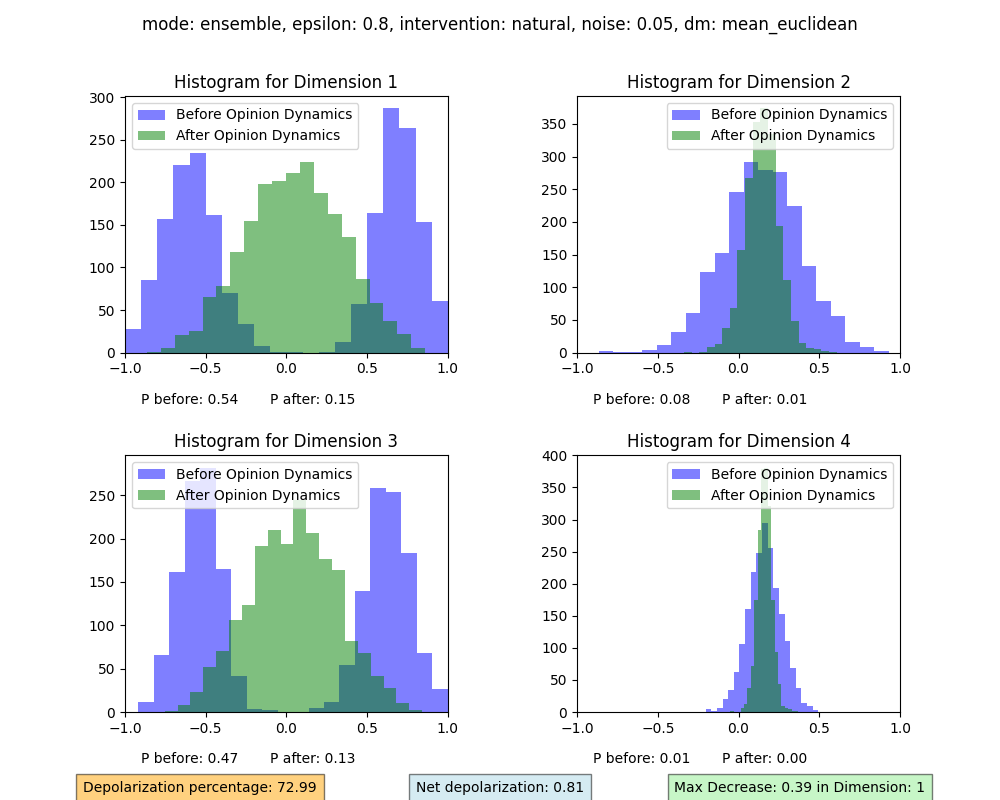 mode: ensemble, epsilon: 0.8, intervention: natural, noise: 0.05, dm: mean_euclidean
Histogram for Dimension 1
Before Opinion Dynamics
After Opinion Dynamics
300
250
200
150
100
50
0
−1.0 −0.5 0.0 0.5 1.0
P before: 0.54 P after: 0.15
Histogram for Dimension 2
Before Opinion Dynamics
After Opinion Dynamics
350
300
250
200
150
100
50
0
−1.0 −0.5 0.0 0.5 1.0
P before: 0.08 P after: 0.01
Histogram for Dimension 3
Before Opinion Dynamics
After Opinion Dynamics
250
200
150
100
50
0
−1.0 −0.5 0.0 0.5 1.0
P before: 0.47 P after: 0.13
Histogram for Dimension 4
Before Opinion Dynamics
After Opinion Dynamics
400
350
300
250
200
150
100
50
0
−1.0 −0.5 0.0 0.5 1.0
P before: 0.01 P after: 0.00
Depolarization percentage: 72.99
Net depolarization: 0.81
Max Decrease: 0.39 in Dimension: 1